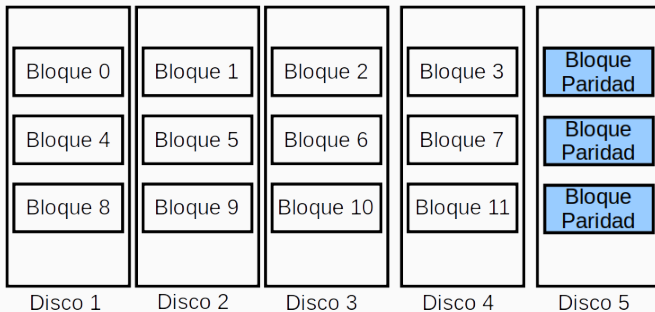 Bloque 0
Bloque 1
Bloque 2
Bloque 3
Bloque
Paridad
Bloque 4
Bloque 5
Bloque 6
Bloque 7
Bloque
Paridad
Bloque 8
Bloque 9
Bloque 10
Bloque 11
Bloque
Paridad
Disco 1
Disco 2
Disco 3
Disco 4
Disco 5